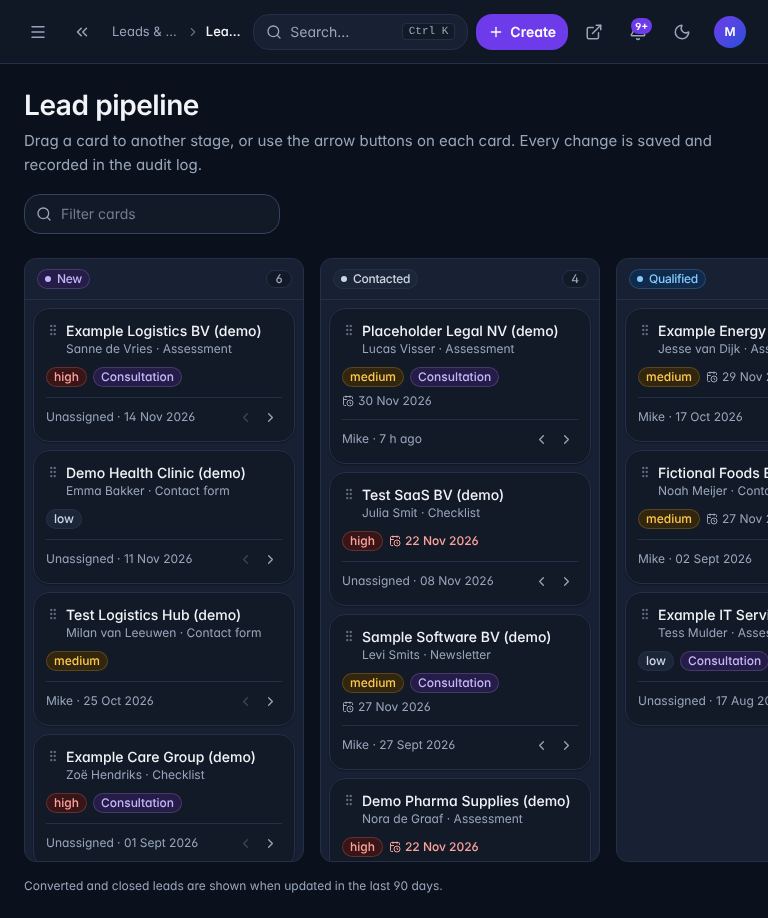 Leads & ... > Lea...
Search...
Ctrl K
+ Create
9+
M
Lead pipeline
Drag a card to another stage, or use the arrow buttons on each card. Every change is saved and
recorded in the audit log.
Filter cards
New
6
Example Logistics BV (demo)
Sanne de Vries · Assessment
high
Consultation
Unassigned · 14 Nov 2026
Demo Health Clinic (demo)
Emma Bakker · Contact form
low
Unassigned · 11 Nov 2026
Test Logistics Hub (demo)
Milan van Leeuwen · Contact form
medium
Mike · 25 Oct 2026
Example Care Group (demo)
Zoë Hendriks · Checklist
high
Consultation
Unassigned · 01 Sept 2026
Contacted
4
Placeholder Legal NV (demo)
Lucas Visser · Assessment
medium
Consultation
30 Nov 2026
Mike · 7 h ago
Test SaaS BV (demo)
Julia Smit · Checklist
high
22 Nov 2026
Unassigned · 08 Nov 2026
Sample Software BV (demo)
Levi Smits · Newsletter
medium
Consultation
27 Nov 2026
Mike · 27 Sept 2026
Demo Pharma Supplies (demo)
Nora de Graaf · Assessment
high
22 Nov 2026
Qualified
Example Energy
Jesse van Dijk · Ass
medium
29 Nov
Mike · 17 Oct 2026
Fictional Foods B
Noah Meijer · Conta
medium
27 Nov 2
Mike · 02 Sept 2026
Example IT Servi
Tess Mulder · Asses
low
Consultation
Unassigned · 17 Aug 20
Converted and closed leads are shown when updated in the last 90 days.